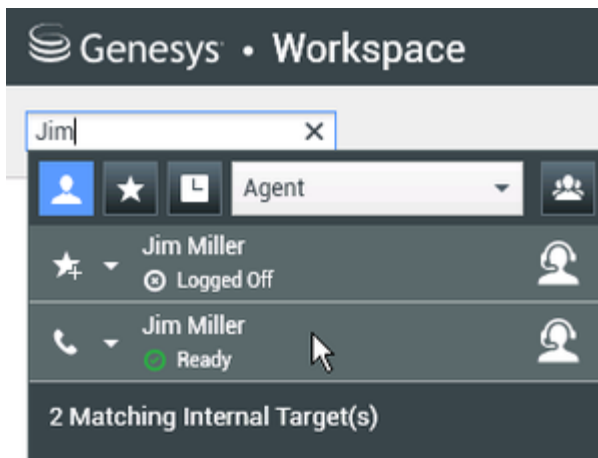 Genesys • Workspace
Jim
Agent
Jim Miller
Logged Off
Jim Miller
Ready
2 Matching Internal Target(s)